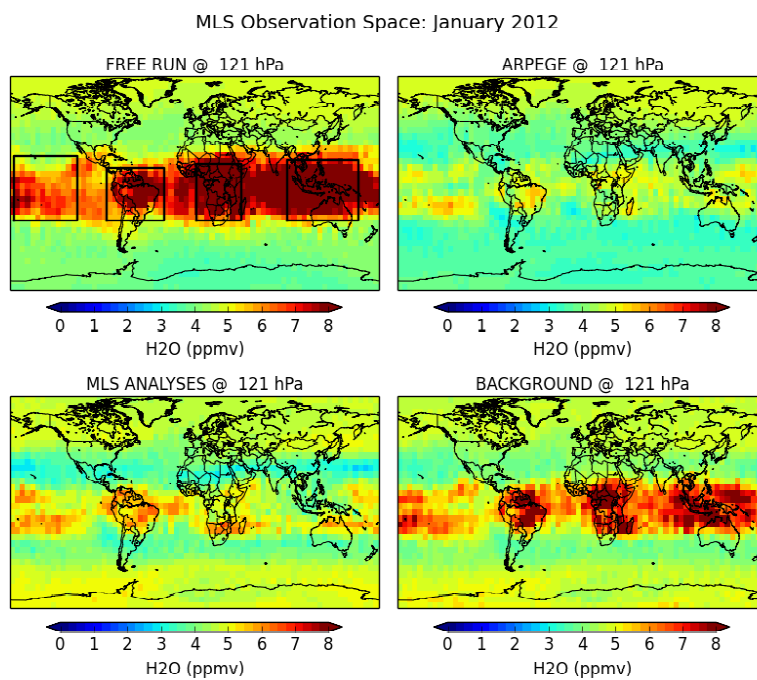 MLS Observation Space: January 2012
FREE RUN @ 121 hPa
ARPEGE @ 121 hPa
0 1 2 3 4 5 6 7 8
H2O (ppmv)
0 1 2 3 4 5 6 7 8
H2O (ppmv)
MLS ANALYSES @ 121 hPa
BACKGROUND @ 121 hPa
0 1 2 3 4 5 6 7 8
H2O (ppmv)
0 1 2 3 4 5 6 7 8
H2O (ppmv)